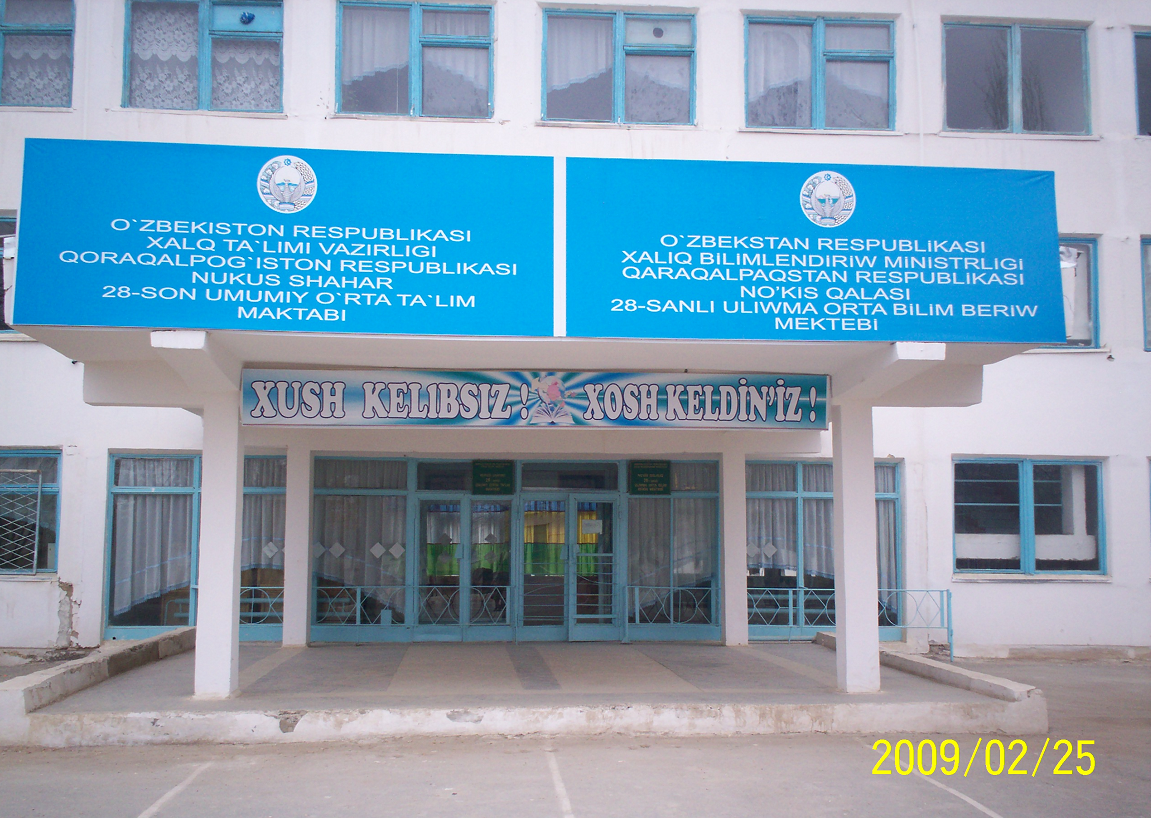 O`ZBEKISTON RESPUBLIKASI
XALQ TA`LIMI VAZIRLIGI
QORAQALPOG`ISTON RESPUBLIKASI
NUKUS SHAHAR
28-SON UMUMIY O`RTA TA`LIM
MAKTABI
O`ZBEKSTAN RESPUBLiKASi
XALIQ BiLiMLENDiRiW MiNiSTRLiGi
QARAQALPAQSTAN RESPUBLiKASi
NO'KiS QALASi
28-SANLI ULIWMA ORTA BiLiM BERiW
MEKTEBi
XUSH KELIBSIZ !
XOSH KELDİN'İZ !
2009/02/25